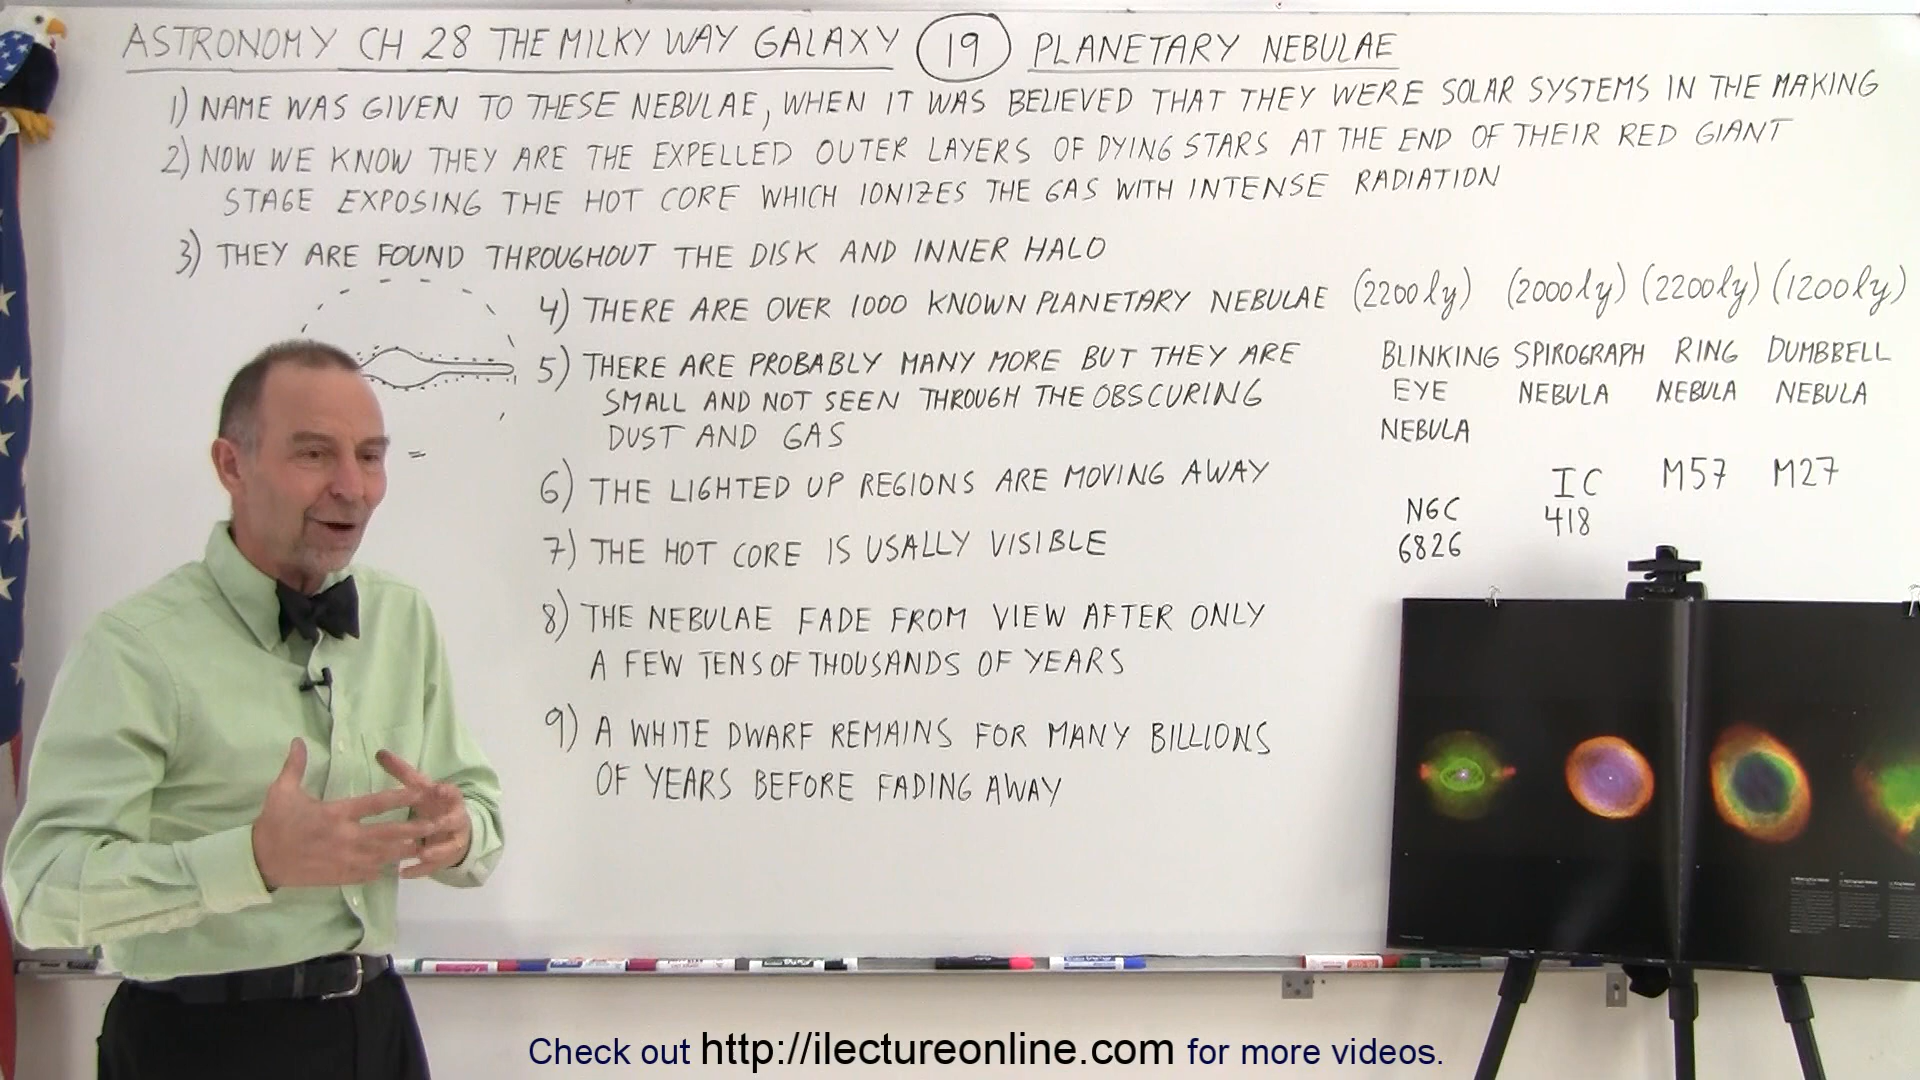 ASTRONOMY CH 28 THE MILKY WAY GALAXY 19 PLANETARY NEBULAE
1) NAME WAS GIVEN TO THESE NEBULAE, WHEN IT WAS BELIEVED THAT THEY WERE SOLAR SYSTEMS IN THE MAKING
2) NOW WE KNOW THEY ARE THE EXPELLED OUTER LAYERS OF DYING STARS AT THE END OF THEIR RED GIANT
STAGE EXPOSING THE HOT CORE WHICH IONIZES THE GAS WITH INTENSE RADIATION
3) THEY ARE FOUND THROUGHOUT THE DISK AND INNER HALO
4) THERE ARE OVER 1000 KNOWN PLANETARY NEBULAE
5) THERE ARE PROBABLY MANY MORE BUT THEY ARE
SMALL AND NOT SEEN THROUGH THE OBSCURING
DUST AND GAS
6) THE LIGHTED UP REGIONS ARE MOVING AWAY
7) THE HOT CORE IS USALLY VISIBLE
8) THE NEBULAE FADE FROM VIEW AFTER ONLY
A FEW TENS OF THOUSANDS OF YEARS
9) A WHITE DWARF REMAINS FOR MANY BILLIONS
OF YEARS BEFORE FADING AWAY
(2200 ly) (2000 ly) (2200 ly) (1200 ly)
BLINKING SPIROGRAPH RING DUMBBELL
EYE NEBULA NEBULA NEBULA
NEBULA
IC M57 M27
NGC 418
6826
Check out http://ilectureonline.com for more videos.